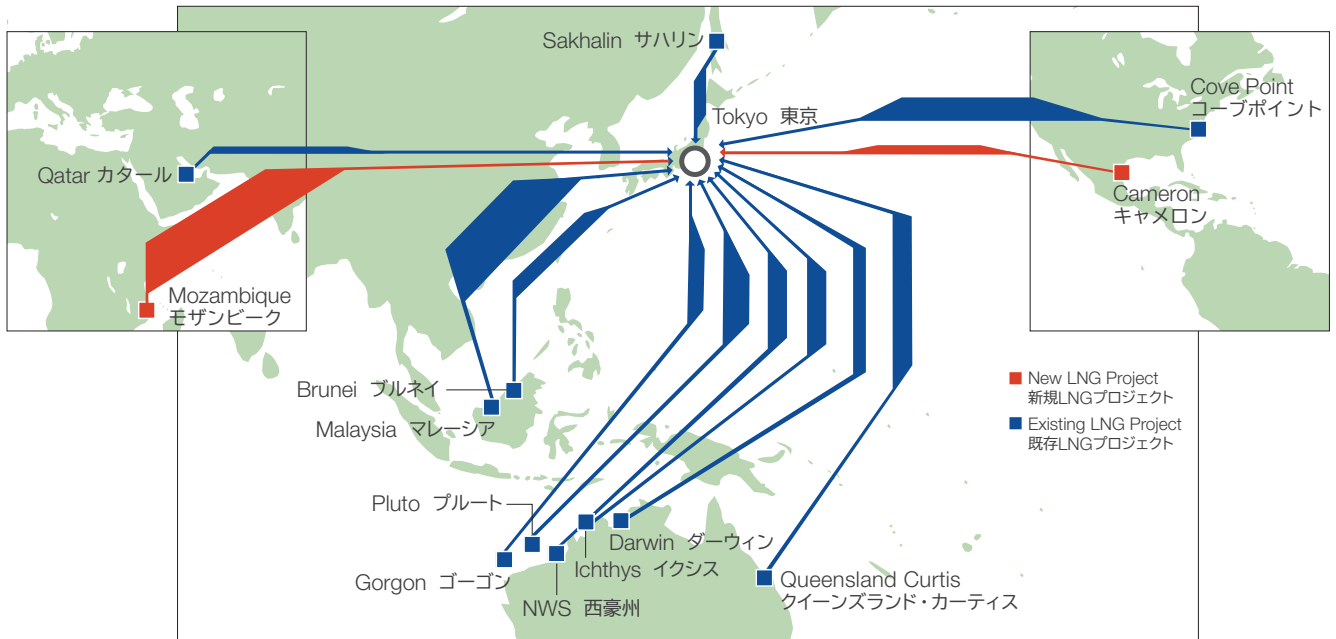 Sakhalin サハリン
Tokyo 東京
Cove Point
コーブポイント
Qatar カタール
Cameron
キャメロン
Mozambique
モザンビーク
Brunei ブルネイ
Malaysia マレーシア
New LNG Project
新規LNGプロジェクト
Existing LNG Project
既存LNGプロジェクト
Pluto プルート
Darwin ダーウィン
Gorgon ゴーゴン
Ichthys イクシス
NWS 西豪州
Queensland Curtis
クイーンズランド・カーティス